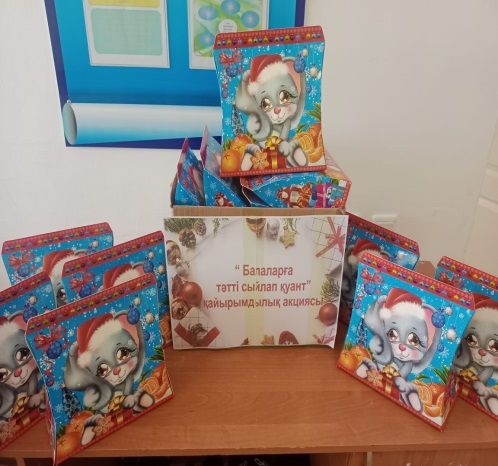 “ Балаларға
тәтті сыйлап қуант”
қайырымдылық акциясы